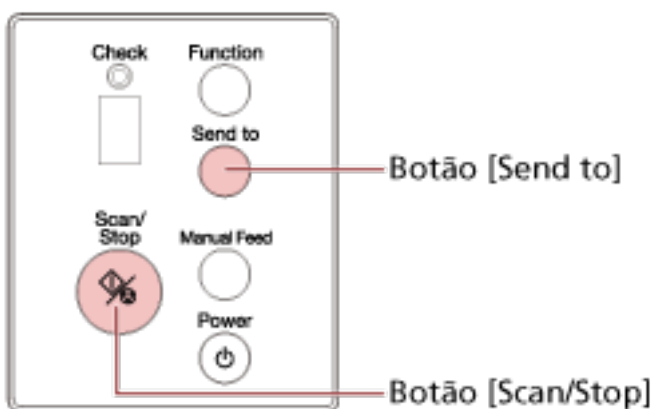 Check
Function
Send to
Botão [Send to]
Scan/
Stop
Manual Feed
Power
Botão [Scan/Stop]